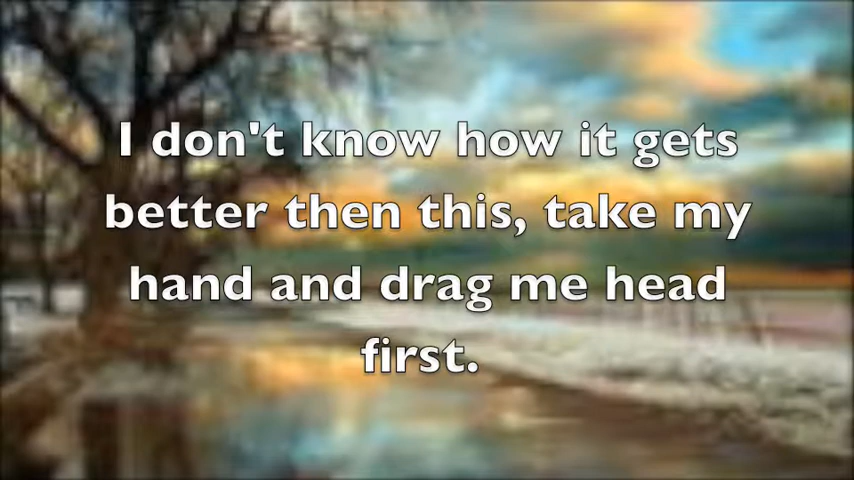 I don't know how it gets
better then this, take my
hand and drag me head
first.